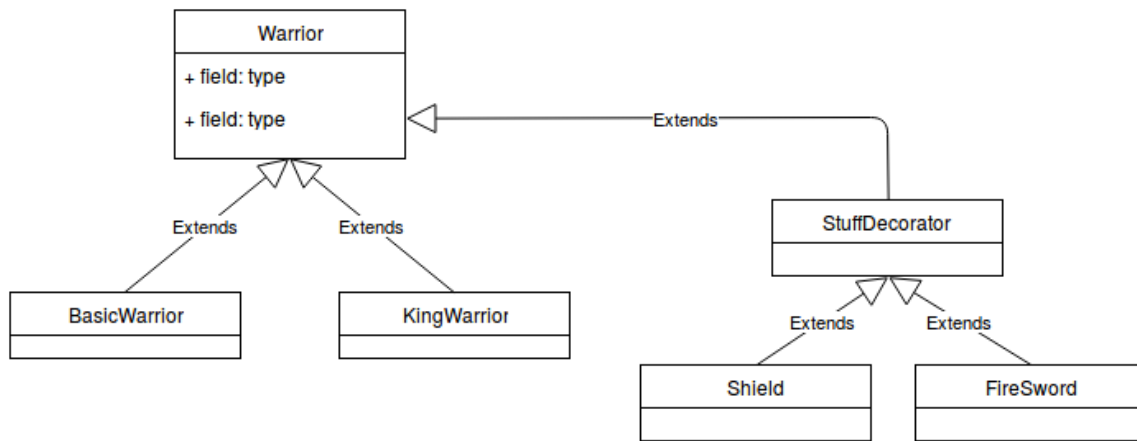 Warrior
+ field: type
+ field: type
Extends
Extends
Extends
StuffDecorator
BasicWarrior
KingWarrior
Extends
Extends
Shield
FireSword